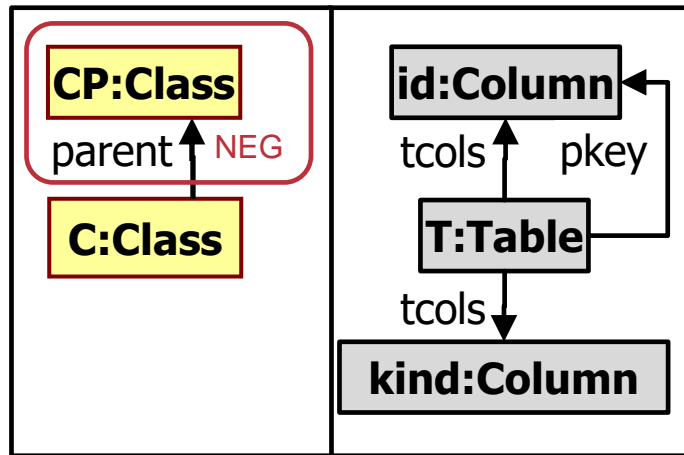 CP:Class
parent NEG
C:Class
id:Column
tcols pkey
T:Table
tcols
kind:Column